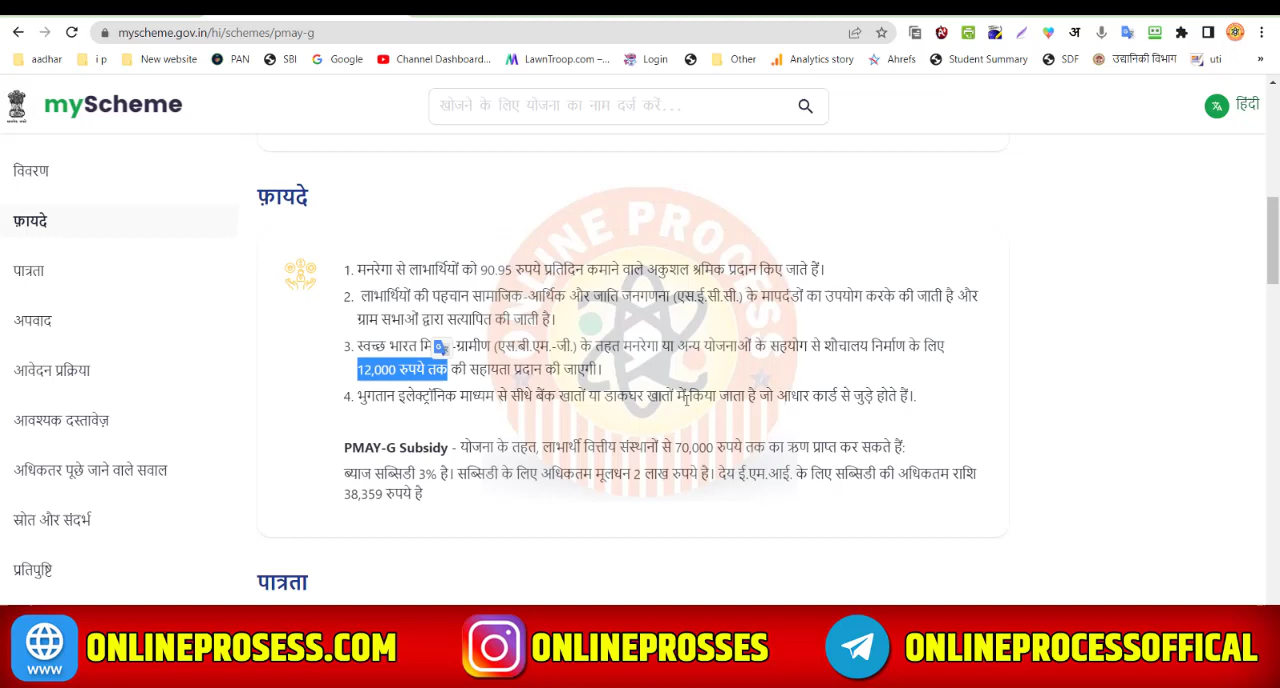 myscheme.gov.in/hi/schemes/pmay-g
aadhar i p New website PAN SBI Google Channel Dashboard... LawnTroop.com –... Login Other Analytics story Ahrefs Student Summary SDF उद्यानिकी विभाग uti »
myScheme खोजने के लिए योजना का नाम दर्ज करें... हिंदी
विवरण
फ़ायदे
पात्रता
अपवाद
आवेदन प्रक्रिया
आवश्यक दस्तावेज़
अधिकतर पूछे जाने वाले सवाल
स्रोत और संदर्भ
प्रतिपुष्टि
फ़ायदे
1. मनरेगा से लाभार्थियों को 90.95 रुपये प्रतिदिन कमाने वाले अकुशल श्रमिक प्रदान किए जाते हैं।
2. लाभार्थियों की पहचान सामाजिक-आर्थिक और जाति जनगणना (एस.ई.सी.सी.) के मापदंडों का उपयोग करके की जाती है और
ग्राम सभाओं द्वारा सत्यापित की जाती है।
3. स्वच्छ भारत -ग्रामीण (एस.बी.एम.-जी.) के तहत मनरेगा या अन्य योजनाओं के सहयोग से शौचालय निर्माण के लिए
12,000 रुपये तक की सहायता प्रदान की जाएगी।
4. भुगतान इलेक्ट्रॉनिक माध्यम से सीधे बैंक खातों या डाकघर खातों में किया जाता है जो आधार कार्ड से जुड़े होते हैं।.
PMAY-G Subsidy - योजना के तहत, लाभार्थी वित्तीय संस्थानों से 70,000 रुपये तक का ऋण प्राप्त कर सकते हैं:
ब्याज सब्सिडी 3% है। सब्सिडी के लिए अधिकतम मूलधन 2 लाख रुपये है। देय ई.एम.आई. के लिए सब्सिडी की अधिकतम राशि
38,359 रुपये है
पात्रता
ONLINE PROCESS
WWW ONLINEPROSESS.COM ONLINEPROSSES ONLINEPROCESSOFFICAL